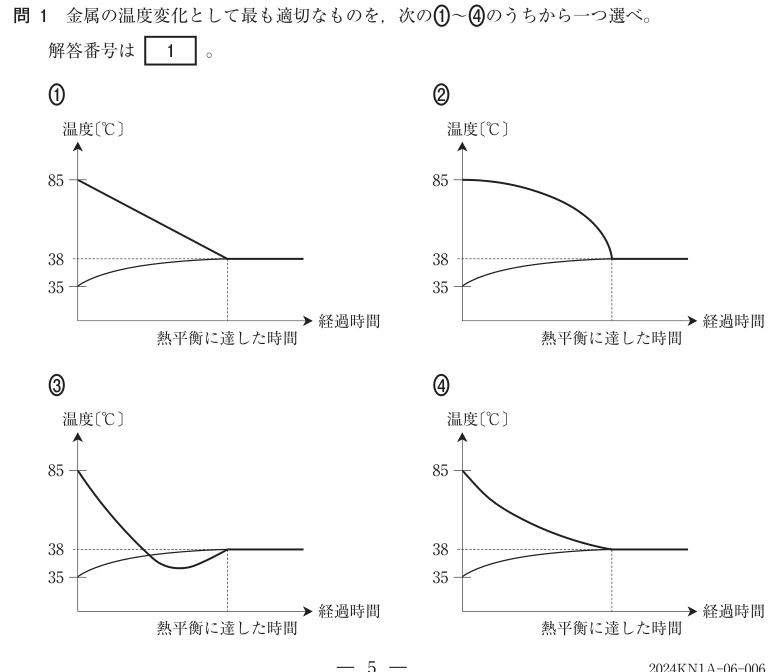 問 1 金属の温度変化として最も適切なものを，次の①～④のうちから一つ選べ。
解答番号は 1 。
①
温度〔℃〕
85
38
35
経過時間
熱平衡に達した時間
②
温度〔℃〕
85
38
35
経過時間
熱平衡に達した時間
③
温度〔℃〕
85
38
35
経過時間
熱平衡に達した時間
④
温度〔℃〕
85
38
35
経過時間
熱平衡に達した時間
― 5 ―
2024KN1A-06-006